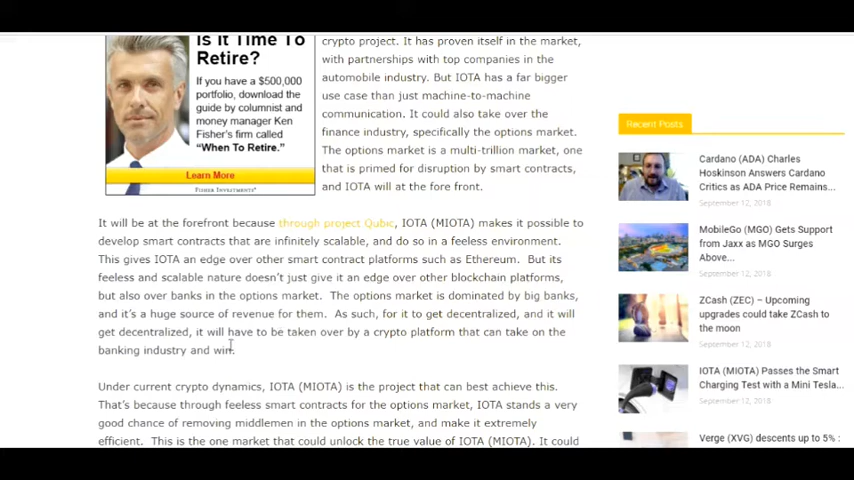 Is It Time To
Retire?
If you have a $500,000
portfolio, download the
guide by columnist and
money manager Ken
Fisher's firm called
"When To Retire."
Learn More
FISHER INVESTMENTS®
crypto project. It has proven itself in the market,
with partnerships with top companies in the
automobile industry. But IOTA has a far bigger
use case than just machine-to-machine
communication. It could also take over the
finance industry, specifically the options market.
The options market is a multi-trillion market, one
that is primed for disruption by smart contracts,
and IOTA will at the fore front.
It will be at the forefront because through project Qubic, IOTA (MIOTA) makes it possible to
develop smart contracts that are infinitely scalable, and do so in a feeless environment.
This gives IOTA an edge over other smart contract platforms such as Ethereum. But its
feeless and scalable nature doesn't just give it an edge over other blockchain platforms,
but also over banks in the options market. The options market is dominated by big banks,
and it's a huge source of revenue for them. As such, for it to get decentralized, and it will
get decentralized, it will have to be taken over by a crypto platform that can take on the
banking industry and win.
Under current crypto dynamics, IOTA (MIOTA) is the project that can best achieve this.
That's because through feeless smart contracts for the options market, IOTA stands a very
good chance of removing middlemen in the options market, and make it extremely
efficient. This is the one market that could unlock the true value of IOTA (MIOTA). It could
Recent Posts
Cardano (ADA) Charles
Hoskinson Answers Cardano
Critics as ADA Price Remains...
September 12, 2018
MobileGo (MGO) Gets Support
from Jaxx as MGO Surges
Above...
September 12, 2018
ZCash (ZEC) – Upcoming
upgrades could take ZCash to
the moon
September 12, 2018
IOTA (MIOTA) Passes the Smart
Charging Test with a Mini Tesla...
September 12, 2018
Verge (XVG) descents up to 5% :